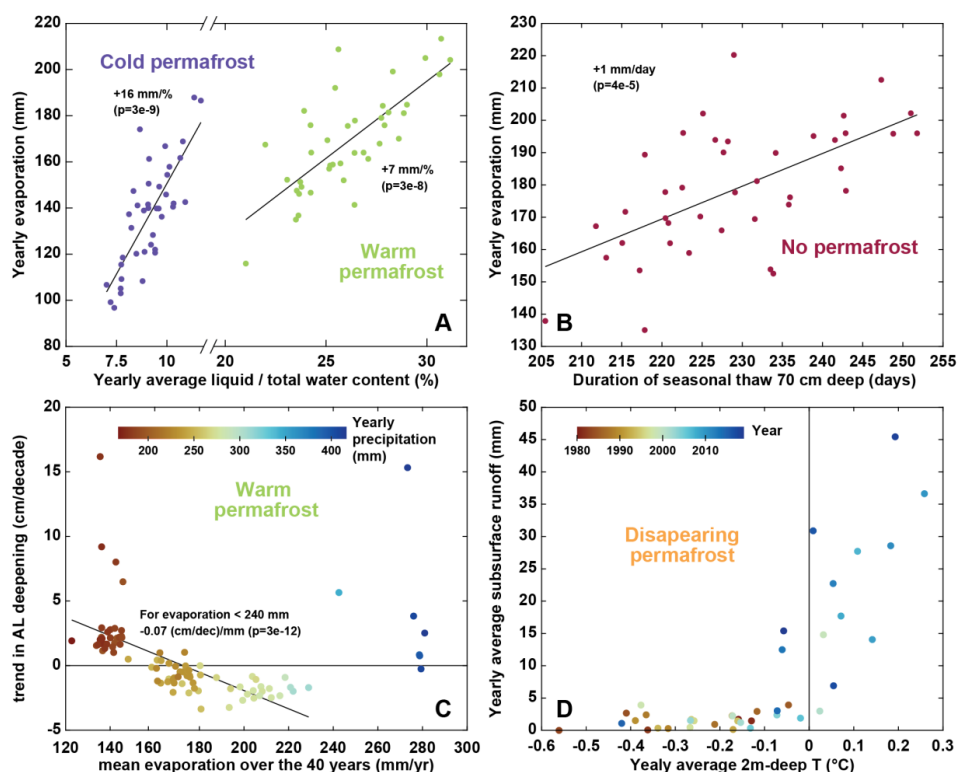 220
200
180
160
140
120
100
80
Yearly evaporation (mm)
Cold permafrost
+16 mm/%
(p=3e-9)
+7 mm/%
(p=3e-8)
Warm
permafrost
A
5
7.5
10
20
25
30
Yearly average liquid / total water content (%)
230
220
210
200
190
180
170
160
150
140
130
Yearly evaporation (mm)
+1 mm/day
(p=4e-5)
No permafrost
B
205
215
225
235
245
255
Duration of seasonal thaw 70 cm deep (days)
20
15
10
5
0
-5
trend in AL deepening (cm/decade)
200
250
300
350
400
Yearly
precipitation
(mm)
Warm
permafrost
For evaporation < 240 mm
-0.07 (cm/dec)/mm (p=3e-12)
C
120
140
160
180
200
220
240
260
280
300
mean evaporation over the 40 years (mm/yr)
50
45
40
35
30
25
20
15
10
5
0
Yearly average subsurface runoff (mm)
Year
1980
1990
2000
2010
Disapearing
permafrost
D
-0.6
-0.5
-0.4
-0.3
-0.2
-0.1
0
0.1
0.2
0.3
Yealy average 2m-deep T (°C)